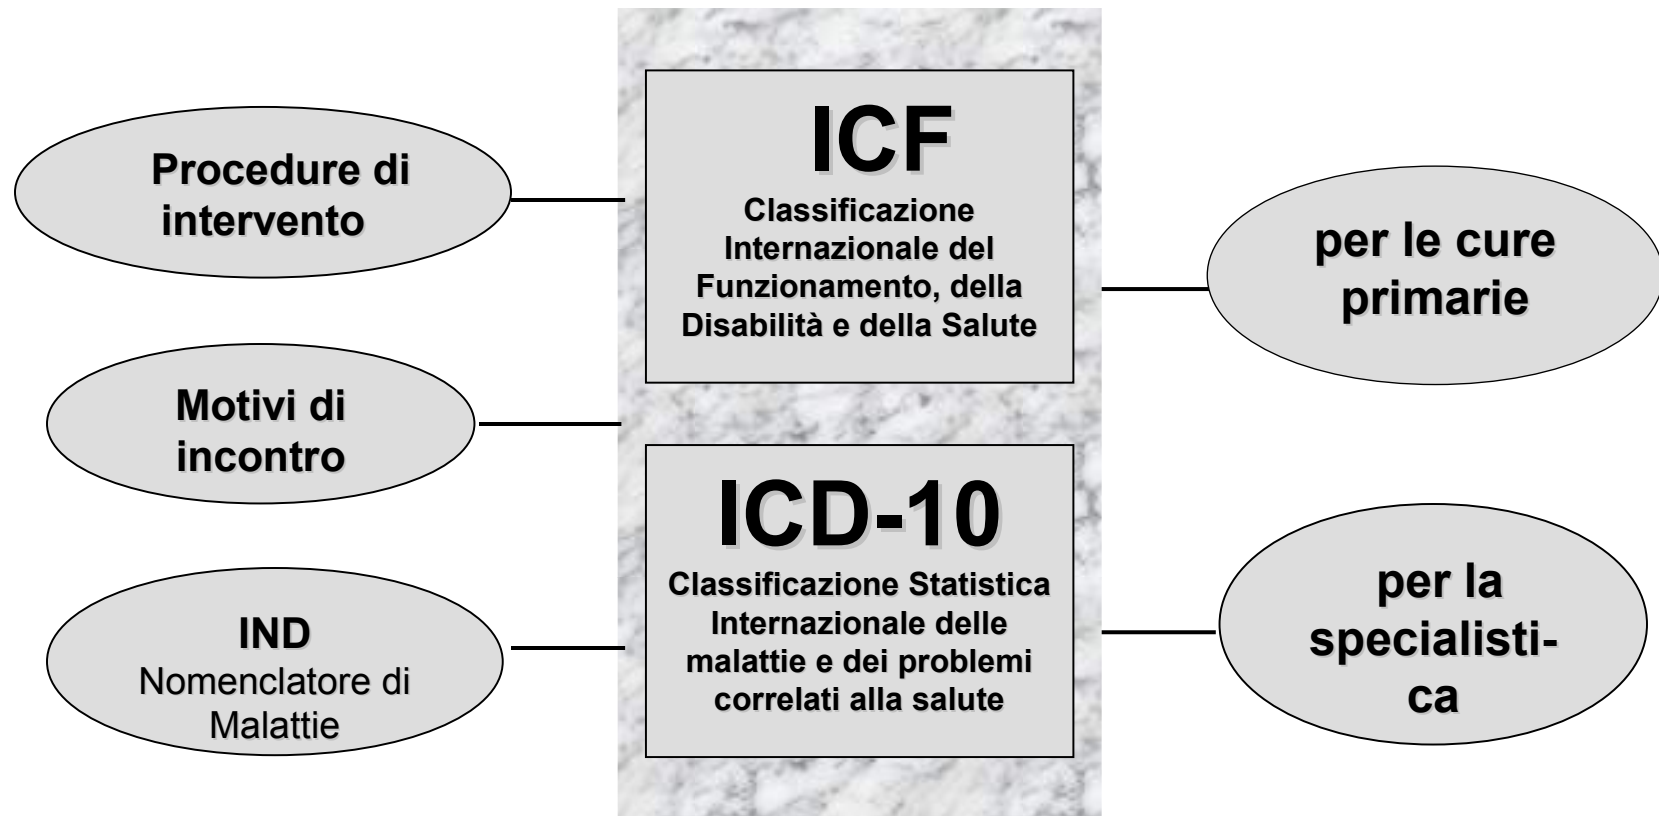 Procedure di
intervento
Motivi di
incontro
IND
Nomenclatore di
Malattie
ICF
Classificazione
Internazionale del
Funzionamento, della
Disabilità e della Salute
ICD-10
Classificazione Statistica
Internazionale delle
malattie e dei problemi
correlati alla salute
per le cure
primarie
per la
specialisti-
ca